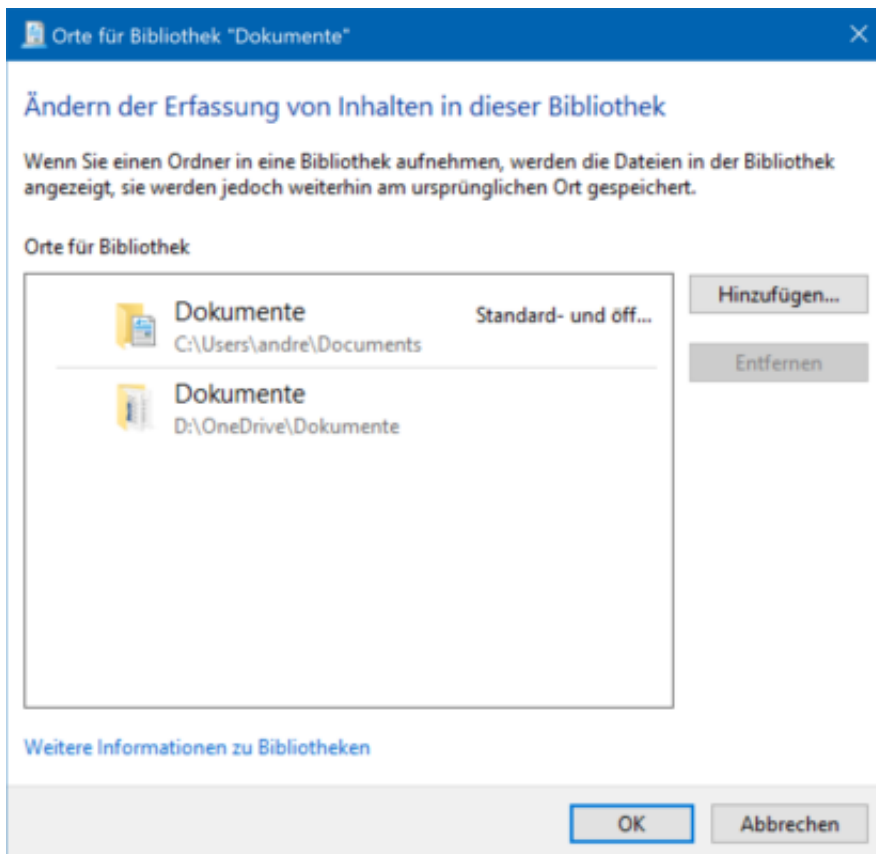 Orte für Bibliothek "Dokumente"
Ändern der Erfassung von Inhalten in dieser Bibliothek
Wenn Sie einen Ordner in eine Bibliothek aufnehmen, werden die Dateien in der Bibliothek
angezeigt, sie werden jedoch weiterhin am ursprünglichen Ort gespeichert.
Orte für Bibliothek
Dokumente Standard- und öff...
C:\Users\andre\Documents
Dokumente
D:\OneDrive\Dokumente
Hinzufügen...
Entfernen
Weitere Informationen zu Bibliotheken
OK Abbrechen